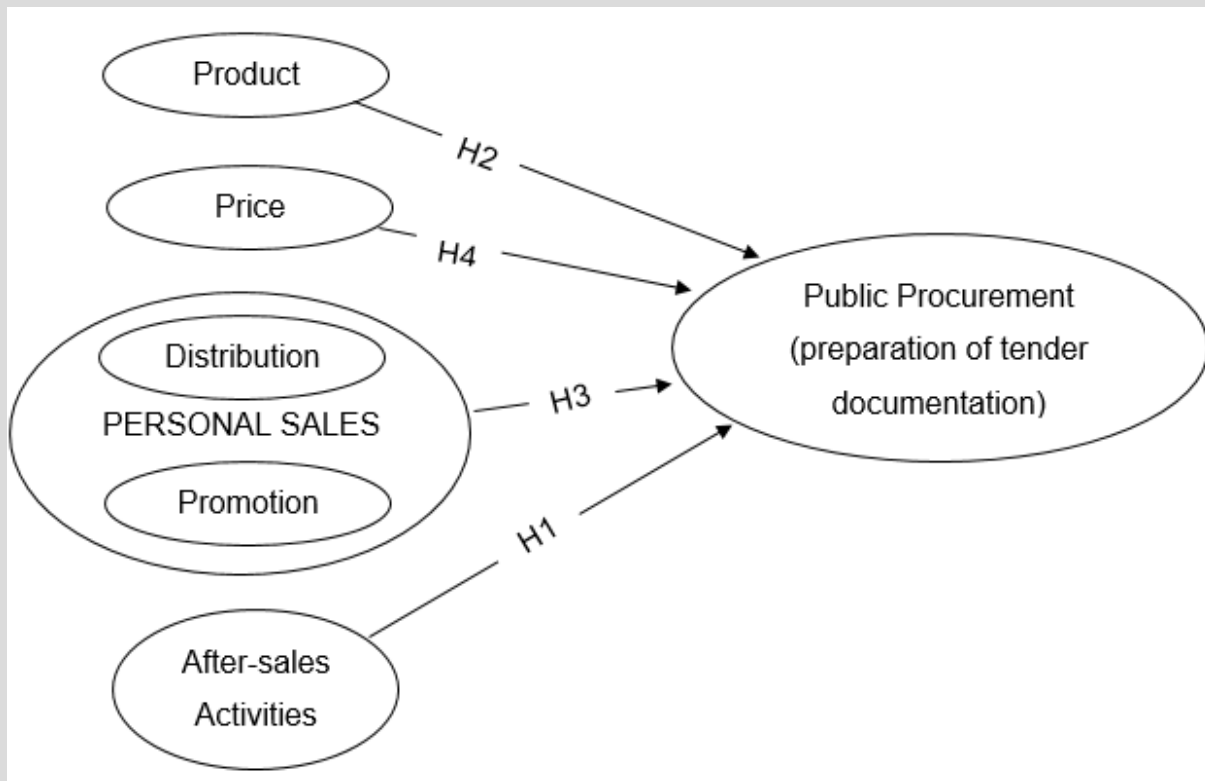 Product
H2
Price
H4
Public Procurement
(preparation of tender
documentation)
Distribution
PERSONAL SALES
Promotion
H3
H1
After-sales
Activities